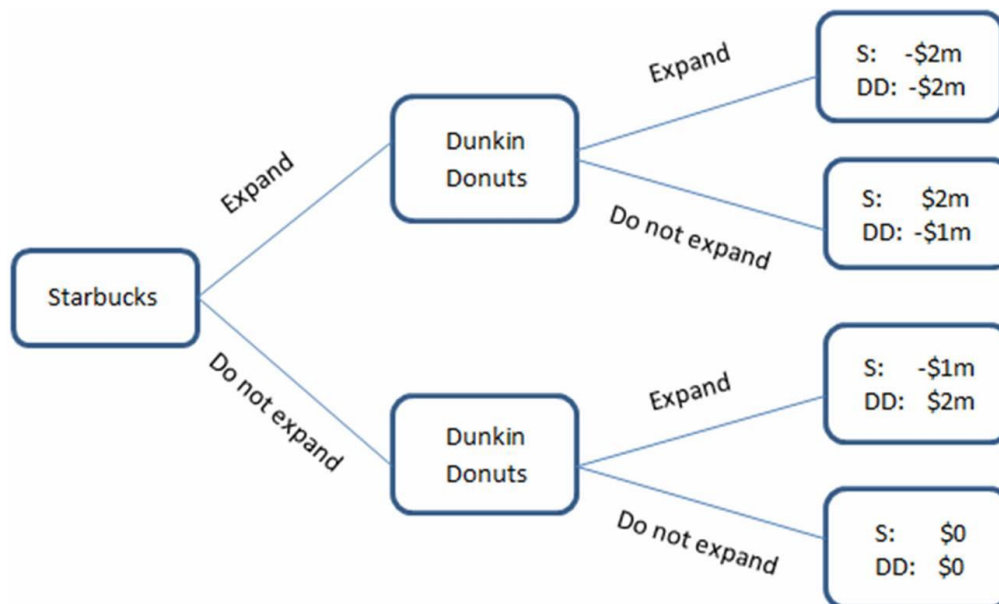 Starbucks
Expand
Do not expand
Dunkin
Donuts
Expand
Do not expand
S: -$2m
DD: -$2m
S: $2m
DD: -$1m
Dunkin
Donuts
Expand
Do not expand
S: -$1m
DD: $2m
S: $0
DD: $0